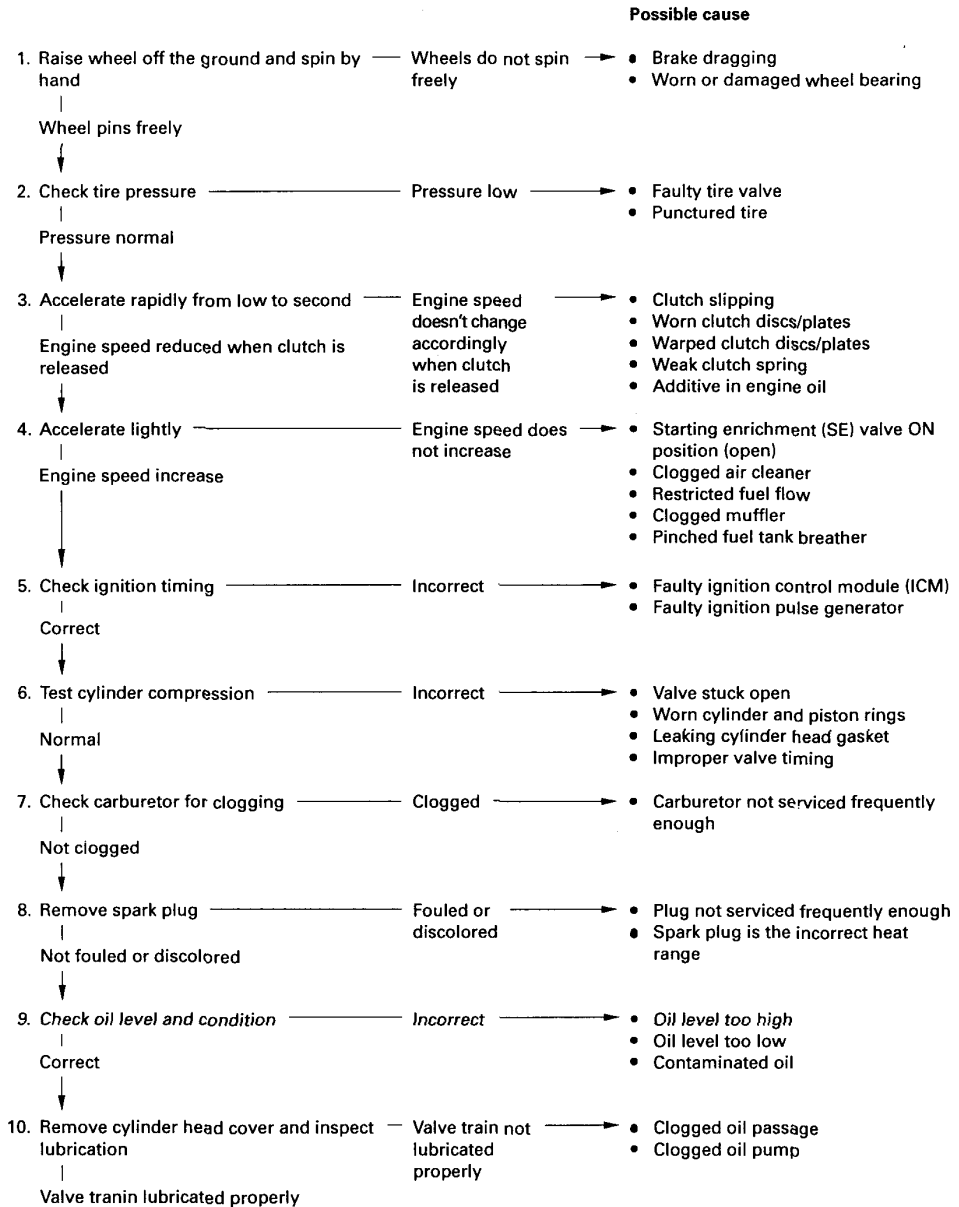 Possible cause
1. Raise wheel off the ground and spin by
hand
Wheels do not spin
freely
• Brake dragging
• Worn or damaged wheel bearing
Wheel pins freely
2. Check tire pressure
Pressure low
• Faulty tire valve
• Punctured tire
Pressure normal
3. Accelerate rapidly from low to second
Engine speed
doesn't change
accordingly
when clutch
is released
• Clutch slipping
• Worn clutch discs/plates
• Warped clutch discs/plates
• Weak clutch spring
• Additive in engine oil
Engine speed reduced when clutch is
released
4. Accelerate lightly
Engine speed does
not increase
• Starting enrichment (SE) valve ON
position (open)
• Clogged air cleaner
• Restricted fuel flow
• Clogged muffler
• Pinched fuel tank breather
Engine speed increase
5. Check ignition timing
Incorrect
• Faulty ignition control module (ICM)
• Faulty ignition pulse generator
Correct
6. Test cylinder compression
Incorrect
• Valve stuck open
• Worn cylinder and piston rings
• Leaking cylinder head gasket
• Improper valve timing
Normal
7. Check carburetor for clogging
Clogged
• Carburetor not serviced frequently
enough
Not clogged
8. Remove spark plug
Fouled or
discolored
• Plug not serviced frequently enough
• Spark plug is the incorrect heat
range
Not fouled or discolored
9. Check oil level and condition
Incorrect
• Oil level too high
• Oil level too low
• Contaminated oil
Correct
10. Remove cylinder head cover and inspect
lubrication
Valve train not
lubricated
properly
• Clogged oil passage
• Clogged oil pump
Valve tranin lubricated properly